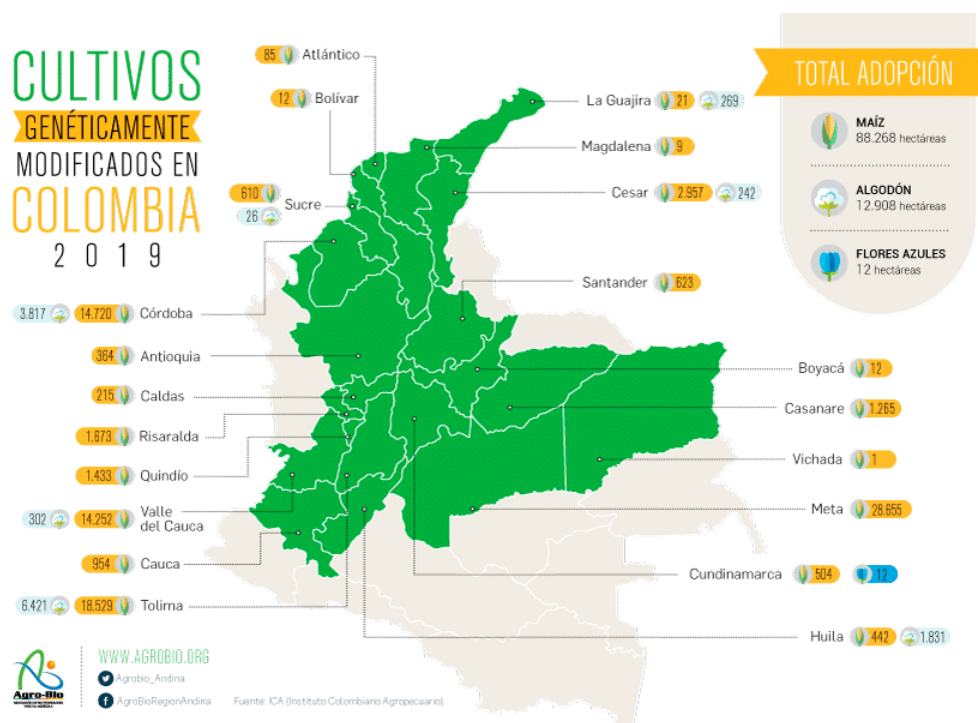 CULTIVOS
GENÉTICAMENTE
MODIFICADOS EN
COLOMBIA
2019
85 Atlántico
12 Bolívar
610
Sucre
26
3.817 14.720 Córdoba
364 Antioquia
215 Caldas
1.673 Risaralda
1.433 Quindío
302 14.252 Valle
del Cauca
954 Cauca
6.421 18.529 Tolima
La Guajira 21 269
Magdalena 9
Cesar 2.957 242
Santander 623
Boyacá 12
Casanare 1.265
Vichada 1
Meta 28.655
Cundinamarca 504 12
Huila 442 1.831
TOTAL ADOPCIÓN
MAÍZ
88.268 hectáreas
ALGODÓN
12.908 hectáreas
FLORES AZULES
12 hectáreas
Agro-Bio
WWW.AGROBIO.ORG
Agrobio_Andina
AgroBioRegionAndina
Fuente: ICA (Instituto Colombiano Agropecuario).